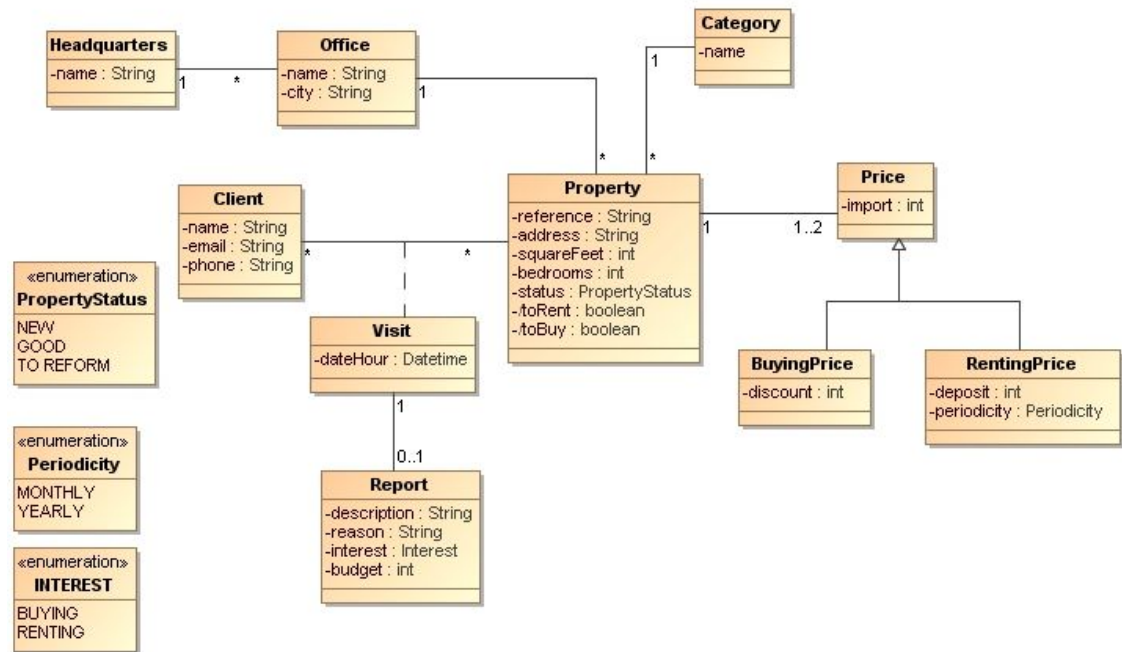 Headquarters
-name : String
1
*
Office
-name : String
-city : String
1
*
Category
-name
1
*
Client
-name : String
-email : String
-phone : String
*
*
Property
-reference : String
-address : String
-squareFeet : int
-bedrooms : int
-status : PropertyStatus
-/toRent : boolean
-/toBuy : boolean
1
1..2
Price
-import : int
«enumeration»
PropertyStatus
NEW
GOOD
TO REFORM
Visit
-dateHour : Datetime
1
0..1
BuyingPrice
-discount : int
RentingPrice
-deposit : int
-periodicity : Periodicity
«enumeration»
Periodicity
MONTHLY
YEARLY
Report
-description : String
-reason : String
-interest : Interest
-budget : int
«enumeration»
INTEREST
BUYING
RENTING